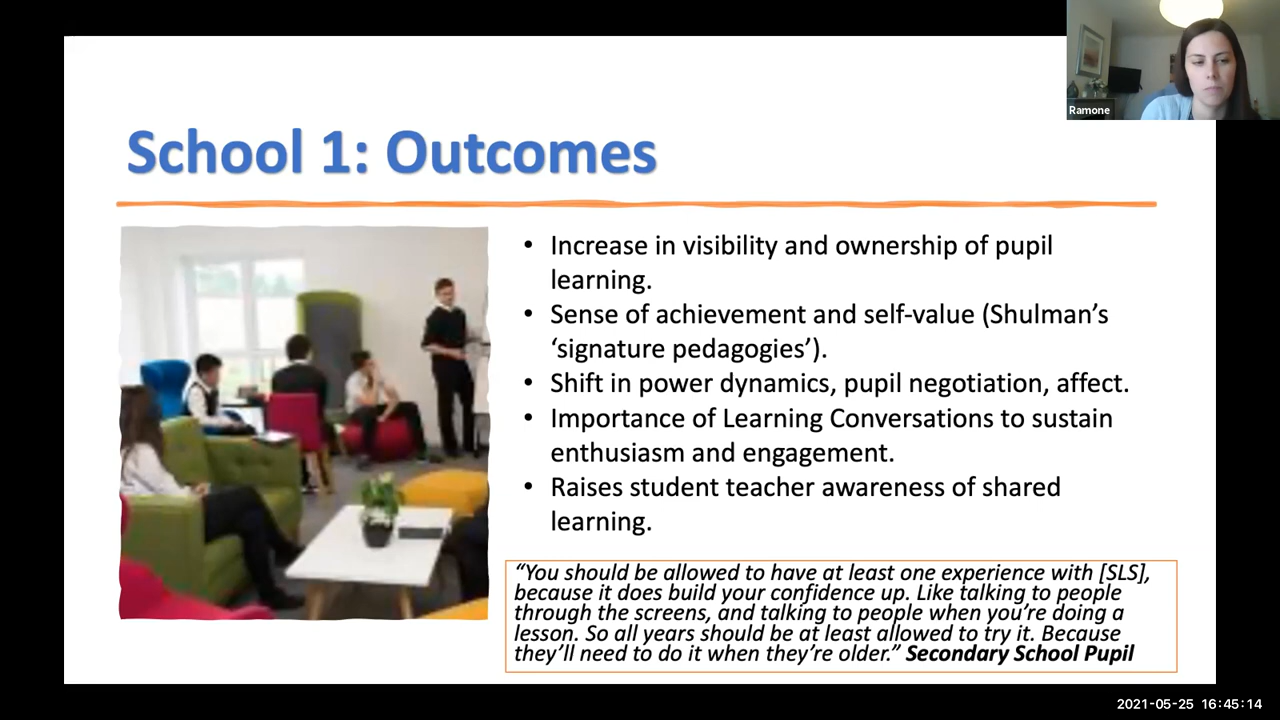 Ramone
School 1: Outcomes
• Increase in visibility and ownership of pupil
learning.
• Sense of achievement and self-value (Shulman's
'signature pedagogies').
• Shift in power dynamics, pupil negotiation, affect.
• Importance of Learning Conversations to sustain
enthusiasm and engagement.
• Raises student teacher awareness of shared
learning.
“You should be allowed to have at least one experience with [SLS],
because it does build your confidence up. Like talking to people
through the screens, and talking to people when you’re doing a
lesson. So all years should be at least allowed to try it. Because
they’ll need to do it when they’re older.” Secondary School Pupil
2021-05-25 16:45:14